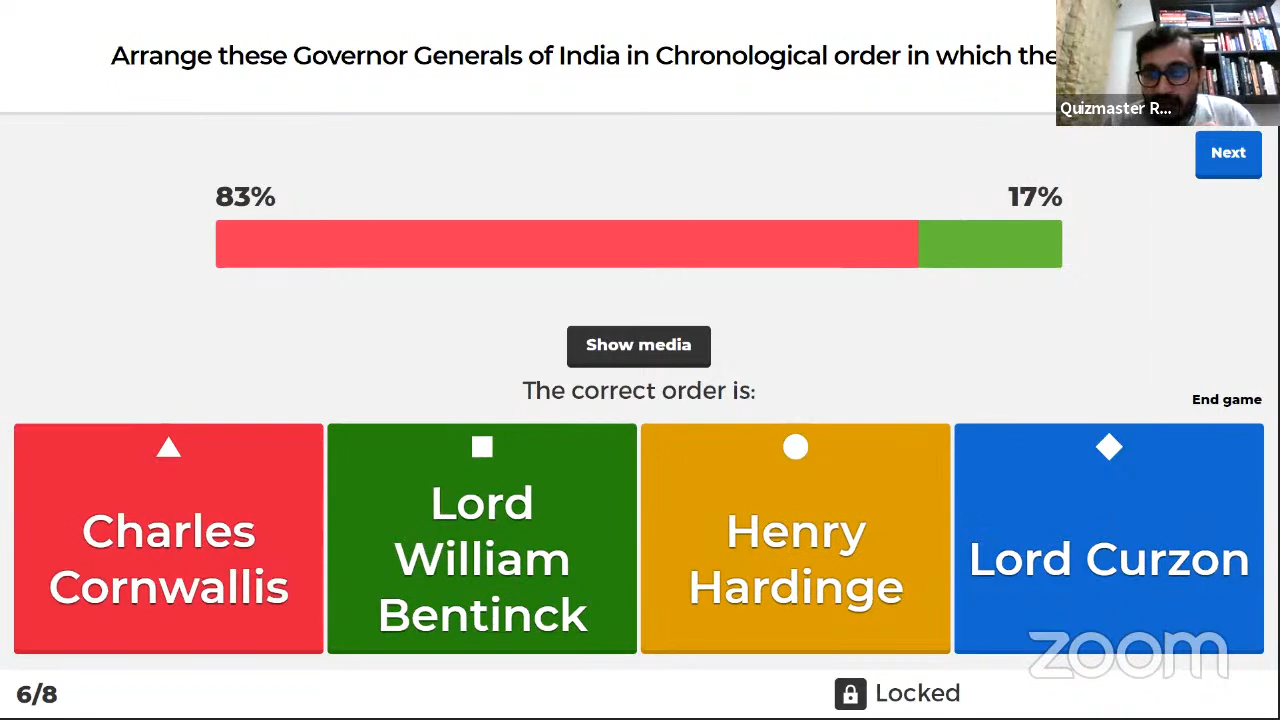 Arrange these Governor Generals of India in Chronological order in which the
Quizmaster R...
Next
83%
17%
Show media
The correct order is:
End game
Charles
Cornwallis
Lord
William
Bentinck
Henry
Hardinge
Lord Curzon
zoom
6/8
Locked